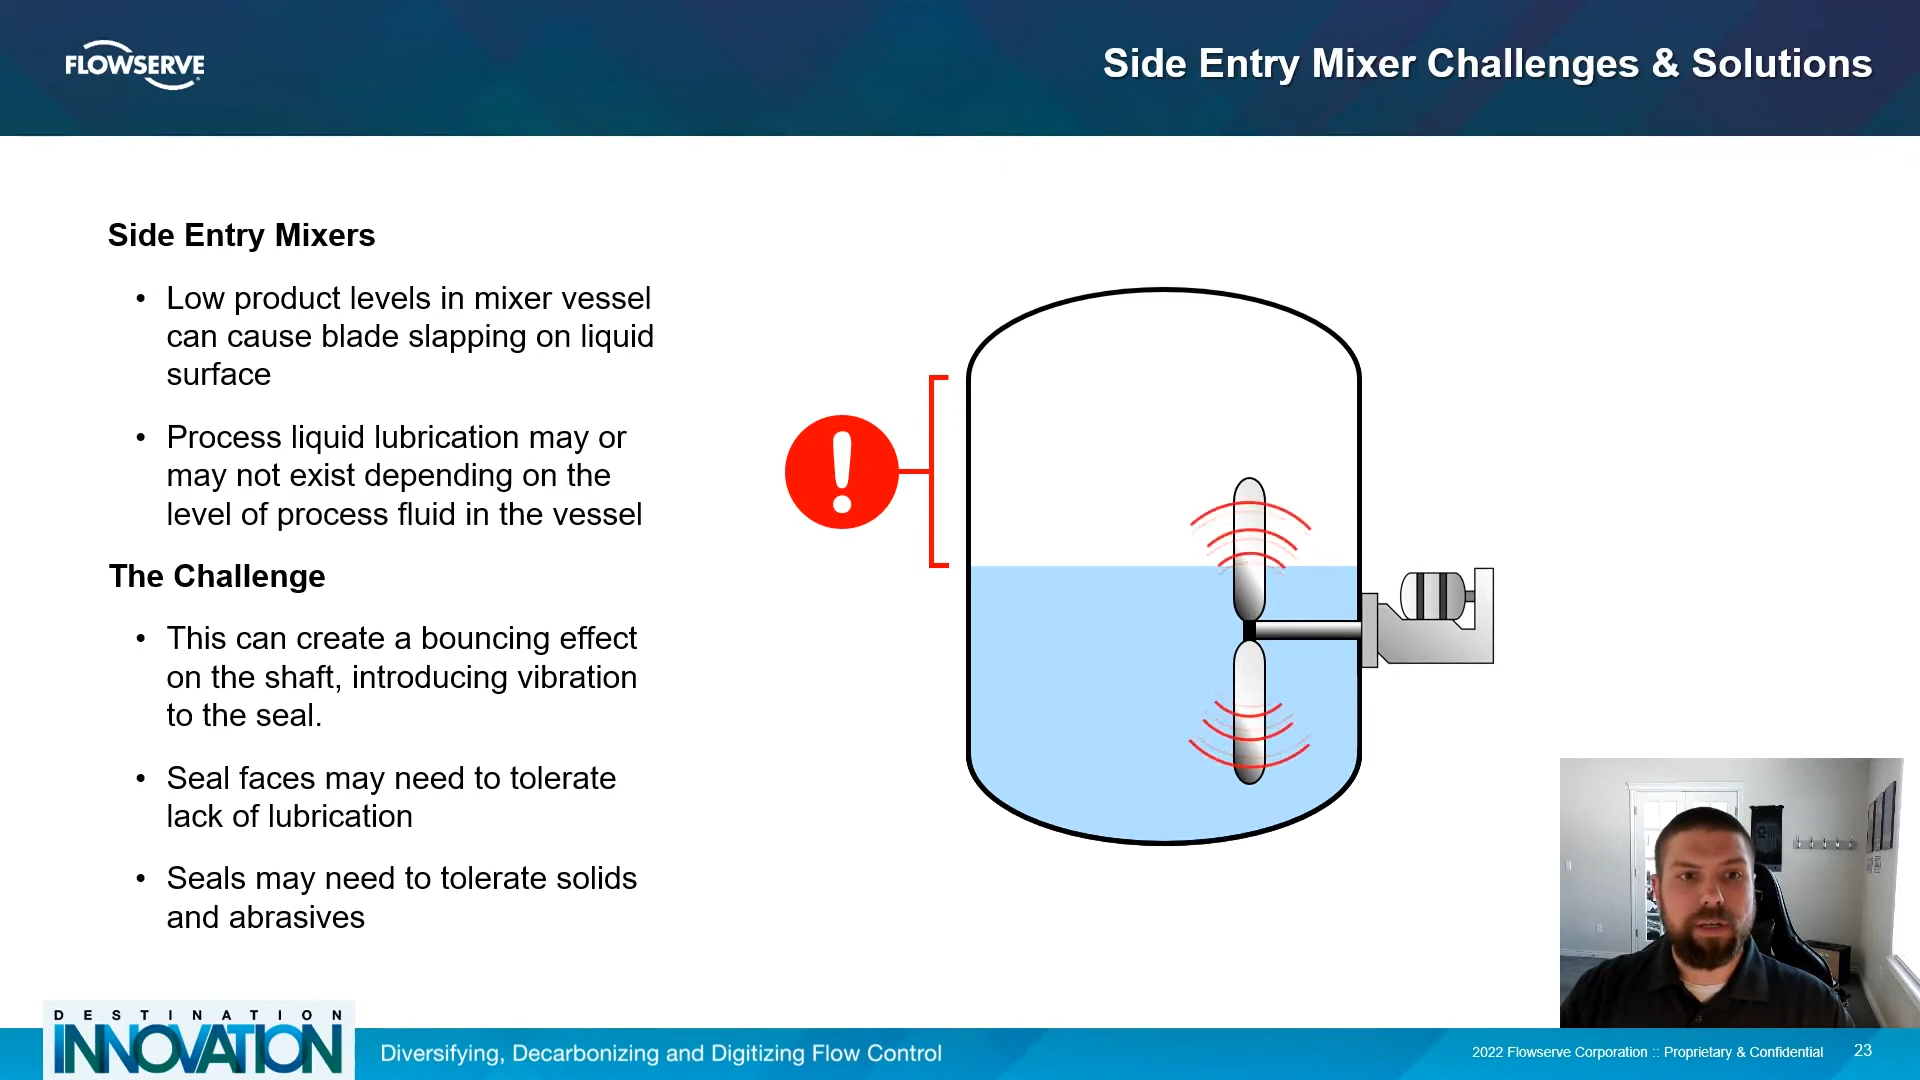 FLOWSERVE
Side Entry Mixer Challenges & Solutions
Side Entry Mixers
• Low product levels in mixer vessel
can cause blade slapping on liquid
surface
• Process liquid lubrication may or
may not exist depending on the
level of process fluid in the vessel
The Challenge
• This can create a bouncing effect
on the shaft, introducing vibration
to the seal.
• Seal faces may need to tolerate
lack of lubrication
• Seals may need to tolerate solids
and abrasives
!
DESTINATION
INNOVATION
Diversifying, Decarbonizing and Digitizing Flow Control
2022 Flowserve Corporation :: Proprietary & Confidential
23